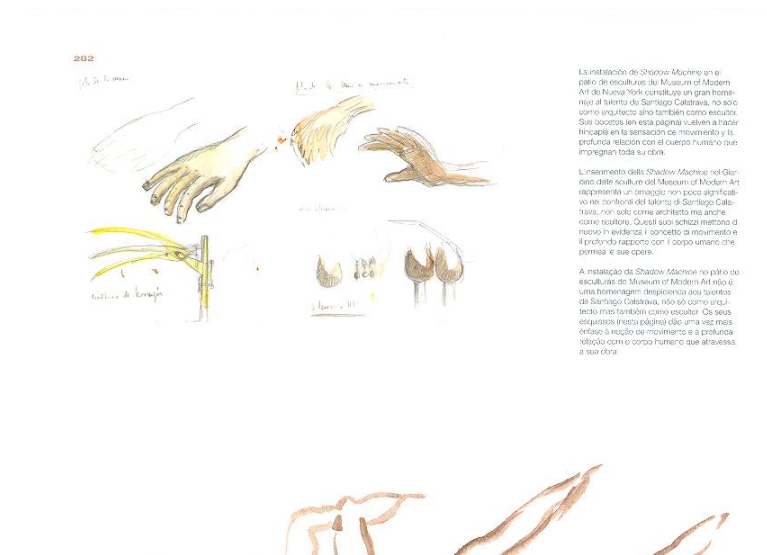 282
La instalación de Shadow Machine en el
patio de esculturas del Museum of Modern
Art de Nueva York constituye un gran home-
naje al talento de Santiago Calatrava, no solo
como arquitecto sino también como escultor.
Sus bocetos (en esta página) vuelven a hacer
hincapié en la sensación de movimiento y la
profunda relación con el cuerpo humano que
impregnan toda su obra.
L'inserimento della Shadow Machine nel Giar-
dino delle sculture del Museum of Modern Art
rappresenta un omaggio non poco significati-
vo nei confronti del talento di Santiago Cala-
trava, non solo come architetto ma anche
come scultore. Questi suoi schizzi mettono di
nuovo in evidenza il concetto di movimento e
il profondo rapporto con il corpo umano che
permea le sue opere.
A instalação da Shadow Machine no pátio de
esculturas do Museum of Modern Art não é
uma homenagem despicienda aos talentos
de Santiago Calatrava, não só como arqui-
tecto mas também como escultor. Os seus
esquissos (nesta página) dão uma vez mais
ênfase à noção de movimento e à profunda
relação com o corpo humano que atravessa
a sua obra.